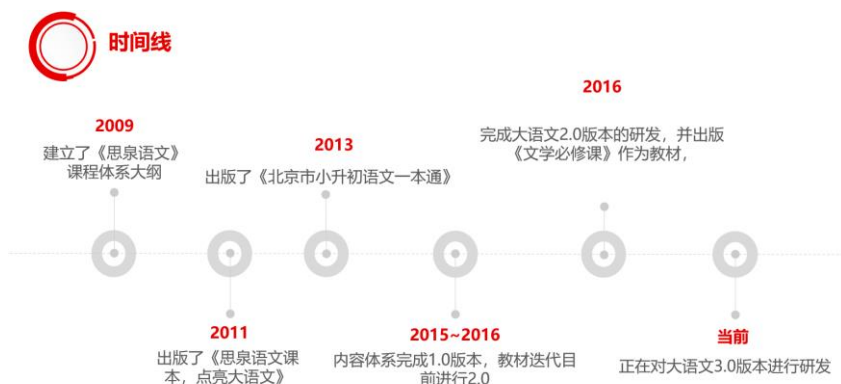 时间线
2009
建立了《思泉语文》
课程体系大纲
2011
出版了《思泉语文课
本，点亮大语文》
2013
出版了《北京市小升初语文一本通》
2015~2016
内容体系完成1.0版本，教材迭代目
前进行2.0
2016
完成大语文2.0版本的研发，并出版
《文学必修课》作为教材，
当前
正在对大语文3.0版本进行研发